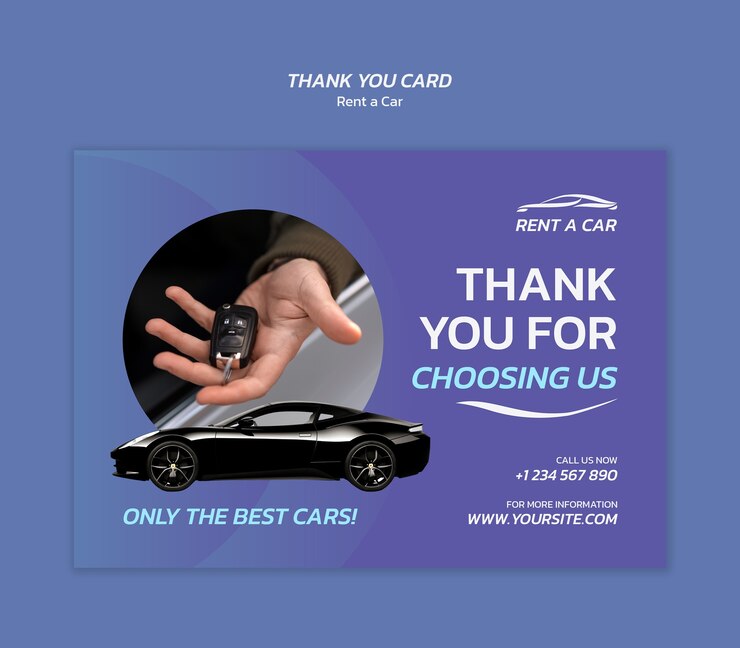 THANK YOU CARD
Rent a Car
RENT A CAR
THANK
YOU FOR
CHOOSING US
CALL US NOW
+1 234 567 890
FOR MORE INFORMATION
WWW.YOURSITE.COM
ONLY THE BEST CARS!